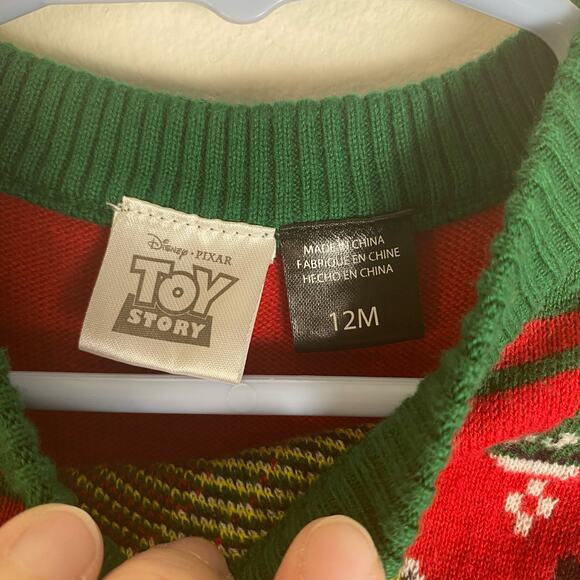 Disney · PIXAR
TOY
STORY
MADE IN CHINA
FABRIQUÉ EN CHINE
HECHO EN CHINA
12M